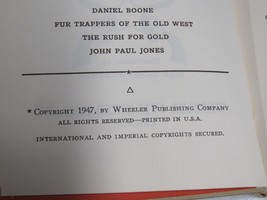 DANIEL BOONE
FUR TRAPPERS OF THE OLD WEST
THE RUSH FOR GOLD
JOHN PAUL JONES
* COPYRIGHT 1947, BY WHEELER PUBLISHING COMPANY
ALL RIGHTS RESERVED—PRINTED IN U.S.A.
INTERNATIONAL AND IMPERIAL COPYRIGHTS SECURED.